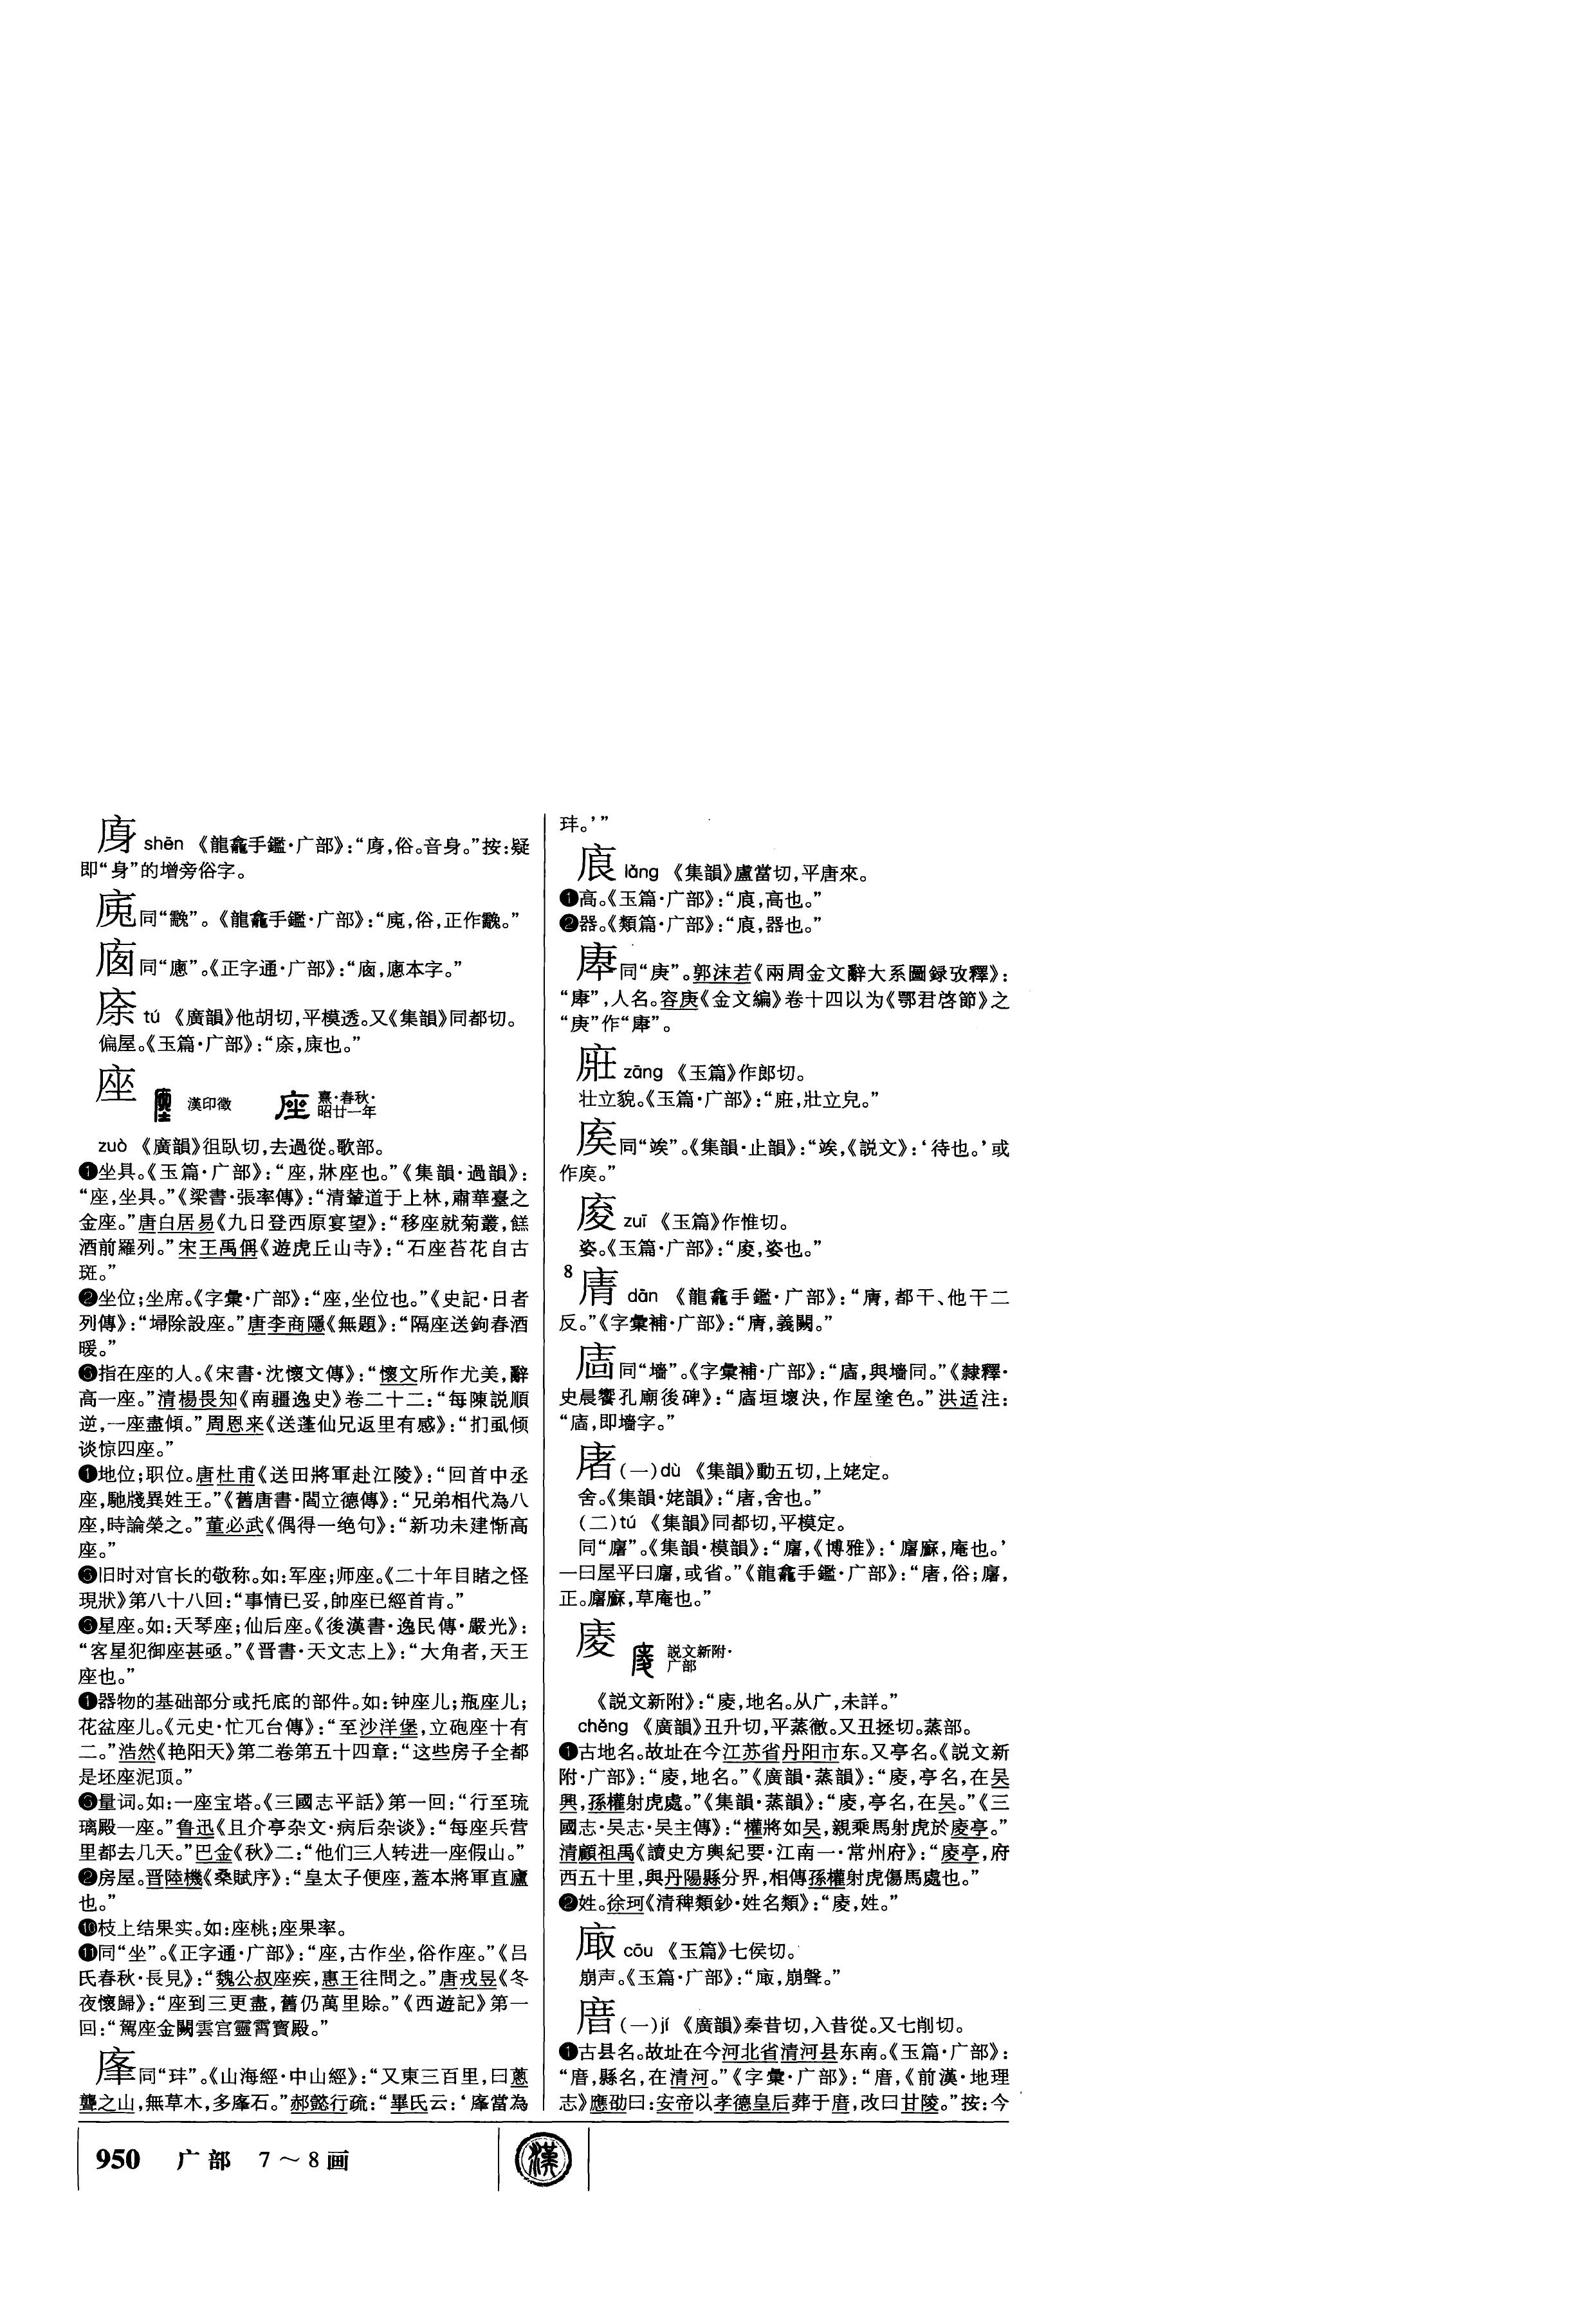 shēn 《龍龕手鑑·广部》：“𢈇，俗。音身。”按：疑
即“身”的增旁俗字。
同“𪖐”。《龍龕手鑑·广部》：“，俗，正作。”
同“廒”。《正字通·广部》：“，本字。”
庩 tú 《廣韻》他胡切，平模透。又《集韻》同都切。
偏屋。《玉篇·广部》：“庩，庲也。”
座 漢印徵 熹·春秋·昭廿一年
zuò 《廣韻》徂臥切，去過從。歌部。
❶坐具。《玉篇·广部》：“座，牀座也。”《集韻·過韻》：
“座，坐具。”《梁書·張率傳》：“清輦道于上林，肅華臺之
金座。”唐白居易《九日登西原宴望》：“移座就菊叢，餻
酒前羅列。”宋王禹偁《遊虎丘山寺》：“石座苔花自古
斑。”
❷坐位；坐席。《字彙·广部》：“座，坐位也。”《史記·日者
列傳》：“埽除設座。”唐李商隱《無題》：“隔座送鉤春酒
暖。”
❸指在座的人。《宋書·沈懷文傳》：“懷文所作尤美，辭
高一座。”清楊畏知《南疆逸史》卷二十二：“每陳説順
逆，一座盡傾。”周恩来《送蓬仙兄返里有感》：“扪虱倾
谈惊四座。”
❶地位；职位。唐杜甫《送田將軍赴江陵》：“回首中丞
座，馳牋異姓王。”《舊唐書·閻立德傳》：“兄弟相代為八
座，時論榮之。”董必武《偶得一绝句》：“新功未建惭高
座。”
❺旧时对官长的敬称。如：军座；师座。《二十年目睹之怪
現狀》第八十八回：“事情已妥，帥座已經首肯。”
❻星座。如：天琴座；仙后座。《後漢書·逸民傳·嚴光》：
“客星犯御座甚亟。”《晋書·天文志上》：“大角者，天王
座也。”
❶器物的基础部分或托底的部件。如：钟座儿；瓶座儿；
花盆座儿。《元史·忙兀台傳》：“至沙洋堡，立砲座十有
二。”浩然《艳阳天》第二卷第五十四章：“这些房子全都
是坯座泥顶。”
❽量词。如：一座宝塔。《三國志平話》第一回：“行至琉
璃殿一座。”鲁迅《且介亭杂文·病后杂谈》：“每座兵营
里都去几天。”巴金《秋》二：“他们三人转进一座假山。”
❷房屋。晋陸機《桑賦序》：“皇太子便座，蓋本將軍直廬
也。”
❿枝上结果实。如：座桃；座果率。
⓫同“坐”。《正字通·广部》：“座，古作坐，俗作座。”《吕
氏春秋·長見》：“魏公叔座疾，惠王往問之。”唐戎昱《冬
夜懷歸》：“座到三更盡，舊仍萬里賒。”《西遊記》第一
回：“駕座金闕雲宫靈霄寶殿。”
同“玤”。《山海經·中山經》：“又東三百里，曰蔥
聾之山，無草木，多石。”郝懿行疏：“畢氏云：‘當為
玤。’”
㢃 lǎng 《集韻》盧當切，平唐來。
❶高。《玉篇·广部》：“㢃，高也。”
❷器。《類篇·广部》：“㢃，器也。”
同“庚”。郭沫若《兩周金文辭大系圖録攷釋》：
“”，人名。容庚《金文編》卷十四以为《鄂君啓節》之
“庚”作“”。
zāng 《玉篇》作郎切。
壮立貌。《玉篇·广部》：“，壯立皃。”
同“竢”。《集韻·止韻》：“竢，《説文》：‘待也。’或
作。”
zuī 《玉篇》作惟切。
姿。《玉篇·广部》：“，姿也。”
8
dān 《龍龕手鑑·广部》：“，都干、他干二
反。”《字彙補·广部》：“，義闕。”
同“墙”。《字彙補·广部》：“，與墻同。”《隸釋·
史晨饗孔廟後碑》：“垣壞決，作屋塗色。”洪适注：
“，即墻字。”
(一)dù 《集韻》動五切，上姥定。
舍。《集韻·姥韻》：“，舍也。”
(二)tú 《集韻》同都切，平模定。
同“廜”。《集韻·模韻》：“廜，《博雅》：‘廜㢝，庵也。’
一曰屋平曰廜，或省。”《龍龕手鑑·广部》：“，俗；廜，
正。廜㢝，草庵也。”
庱 説文新附·广部
《説文新附》：“庱，地名。从广，未詳。”
chěng 《廣韻》丑升切，平蒸徹。又丑拯切。蒸部。
❶古地名。故址在今江苏省丹阳市东。又亭名。《説文新
附·广部》：“庱，地名。”《廣韻·蒸韻》：“庱，亭名，在吴
興，孫權射虎處。”《集韻·蒸韻》：“庱，亭名，在吴。”《三
國志·吴志·吴主傳》：“權將如吴，親乘馬射虎於庱亭。”
清顧祖禹《讀史方輿紀要·江南一·常州府》：“庱亭，府
西五十里，與丹陽縣分界，相傳孫權射虎傷馬處也。”
❷姓。徐珂《清稗類鈔·姓名類》：“庱，姓。”
cōu 《玉篇》七侯切。
崩声。《玉篇·广部》：“，崩聲。”
㡿 (一)jí 《廣韻》秦昔切，入昔從。又七削切。
❶古县名。故址在今河北省清河县东南。《玉篇·广部》：
“，縣名，在清河。”《字彙·广部》：“，《前漢·地理
志》應劭曰：安帝以孝德皇后葬于，改曰甘陵。”按：今
950 广部 7～8画
漢